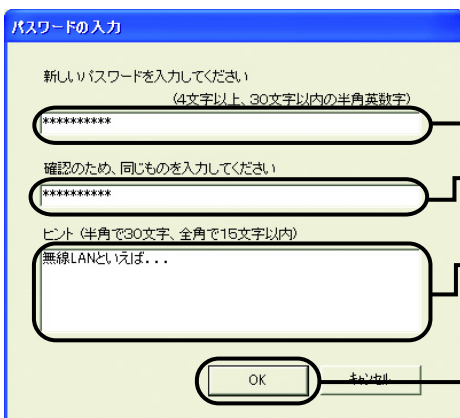 パスワードの入力
新しいパスワードを入力してください
(4文字以上、30文字以内の半角英数字)
**********
確認のため、同じものを入力してください
**********
ヒント (半角で30文字、全角で15文字以内)
無線LANといえば...
OK キャンセル